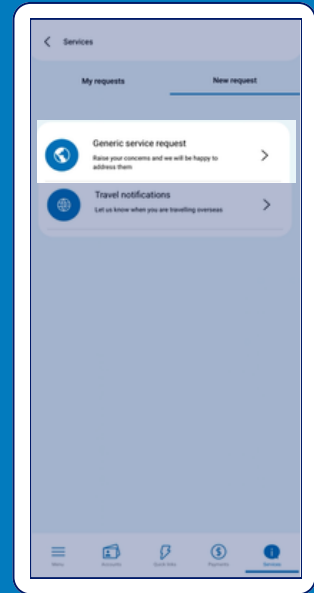 Services
My requests
New request
Generic service request
Raise your concerns and we will be happy to
address them
Travel notifications
Let us know when you are travelling overseas
Menu
Accounts
Quick links
Payments
Services